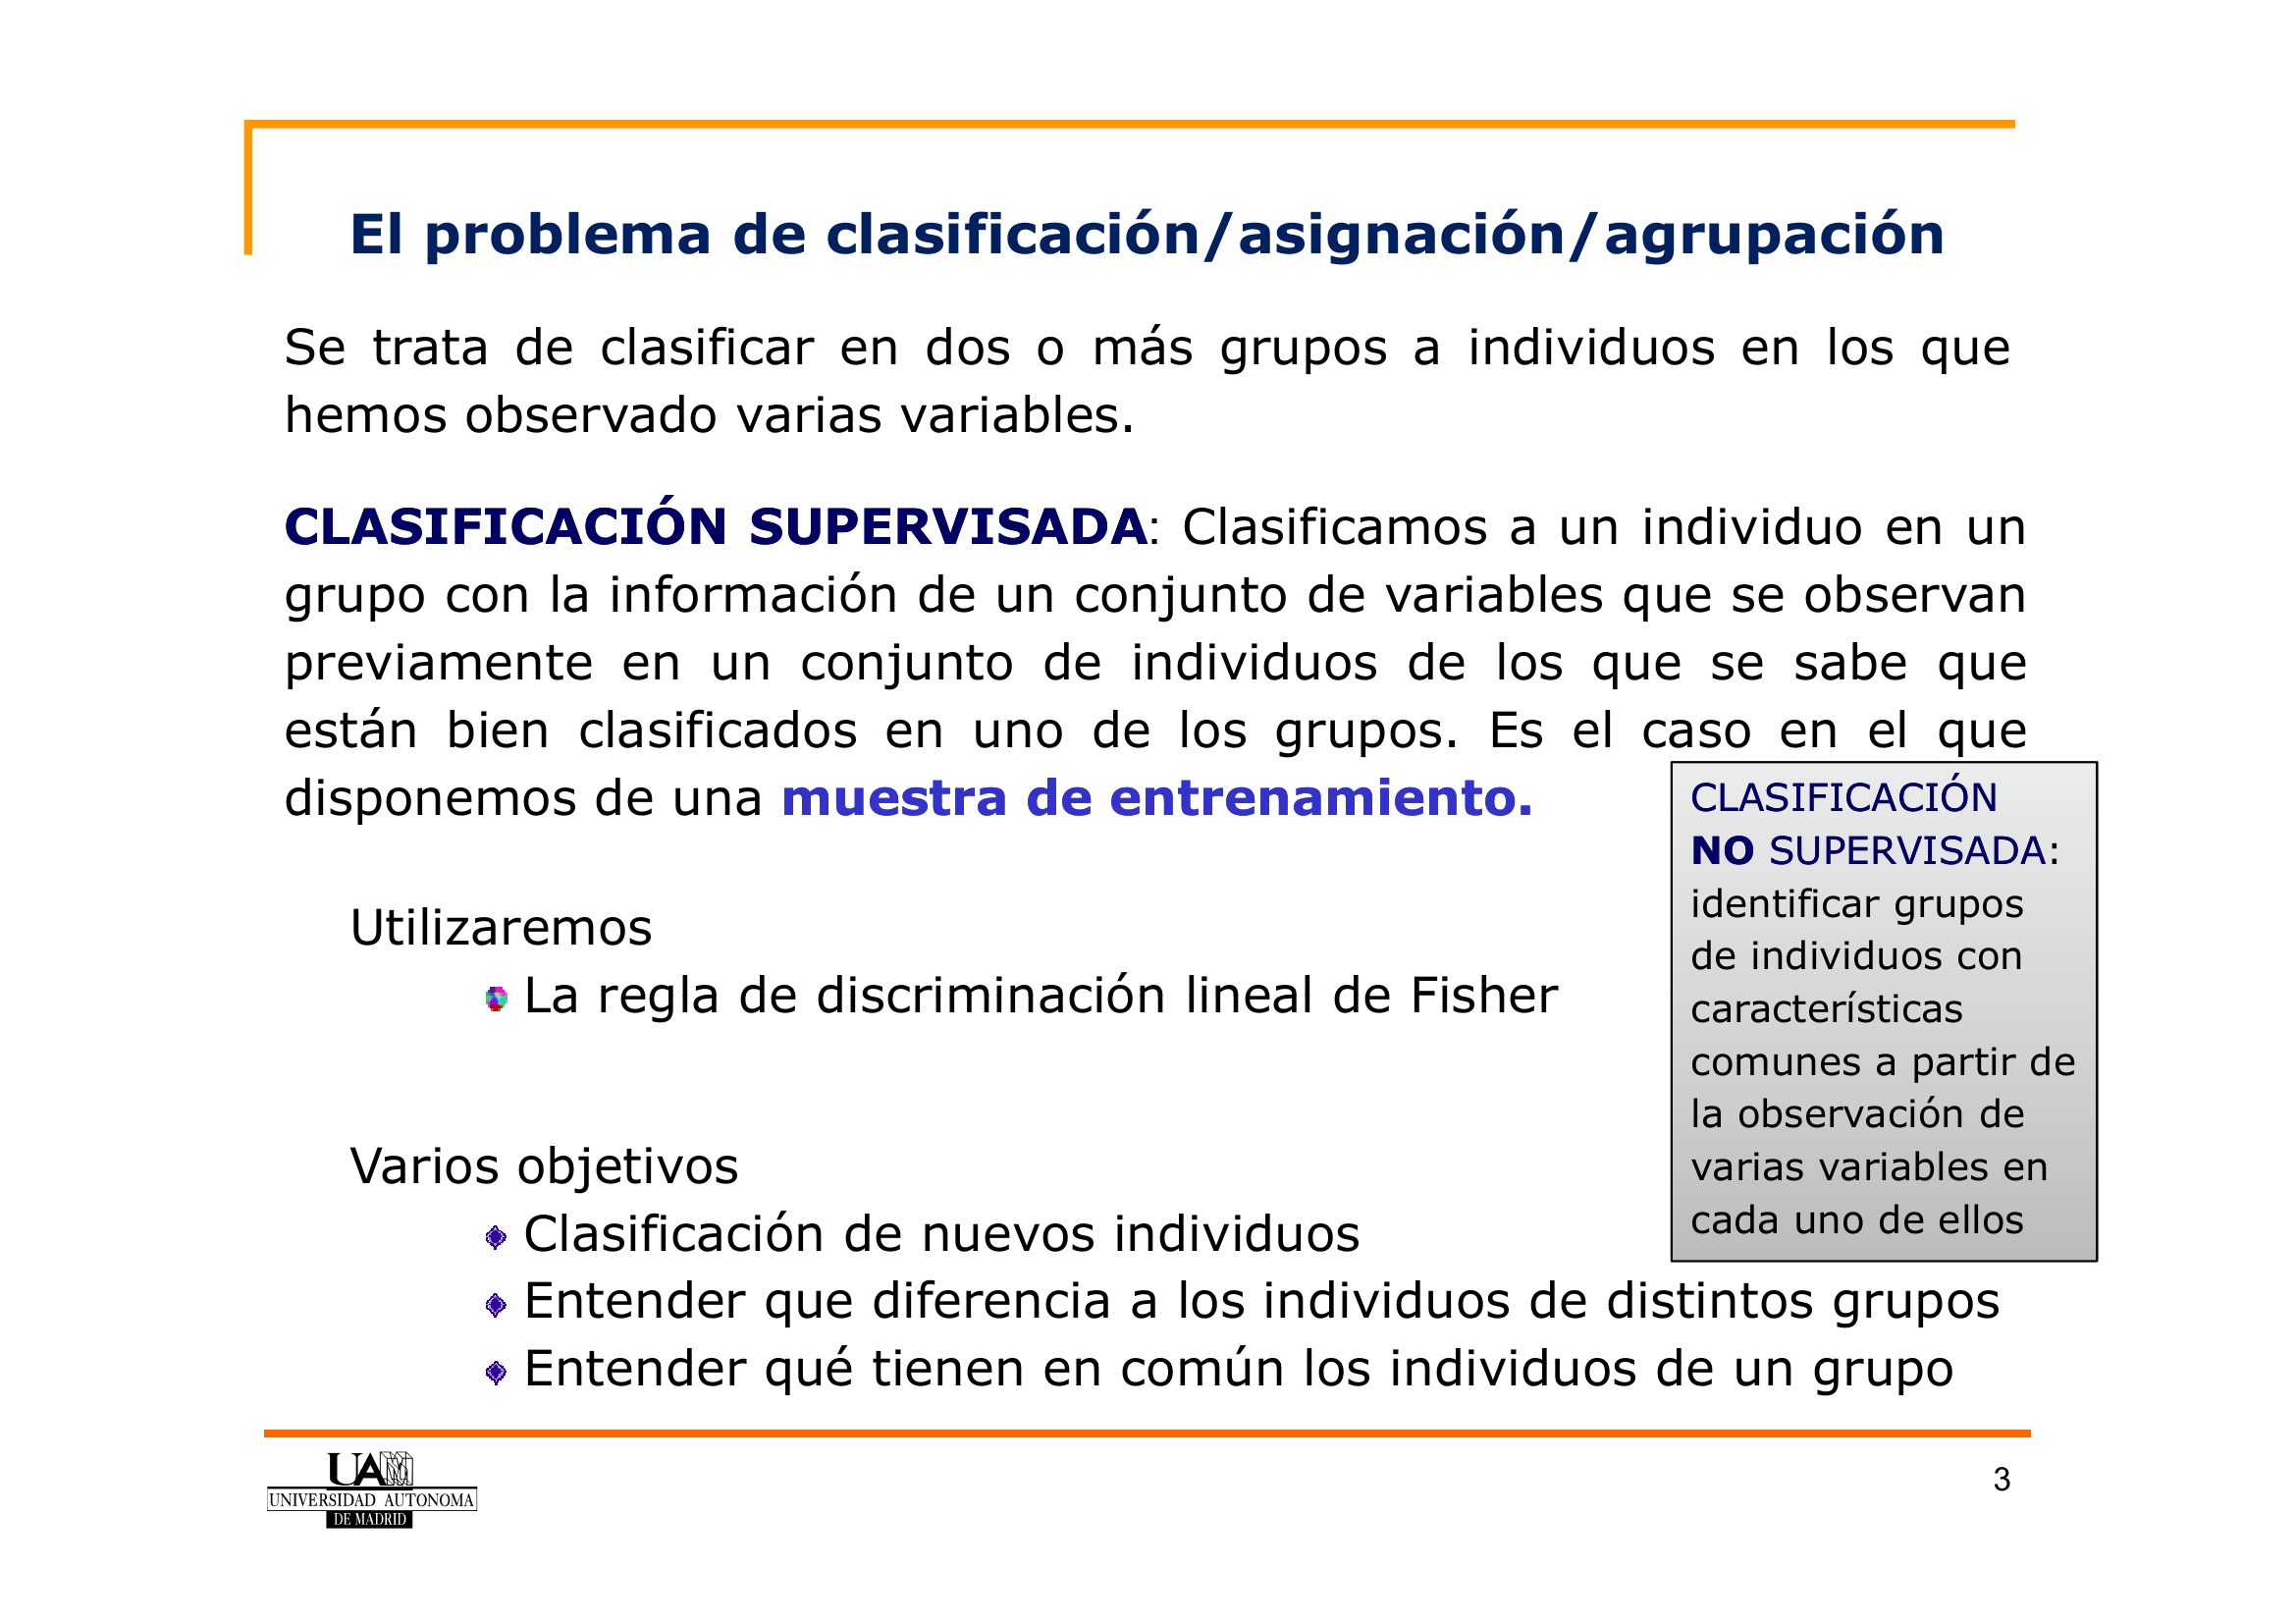 El problema de clasificación/asignación/agrupación
Se trata de clasificar en dos o más grupos a individuos en los que
hemos observado varias variables.
CLASIFICACIÓN SUPERVISADA: Clasificamos a un individuo en un
grupo con la información de un conjunto de variables que se observan
previamente en un conjunto de individuos de los que se sabe que
están bien clasificados en uno de los grupos. Es el caso en el que
disponemos de una muestra de entrenamiento.
CLASIFICACIÓN
NO SUPERVISADA:
identificar grupos
de individuos con
características
comunes a partir de
la observación de
varias variables en
cada uno de ellos
Utilizaremos
La regla de discriminación lineal de Fisher
Varios objetivos
Clasificación de nuevos individuos
Entender que diferencia a los individuos de distintos grupos
Entender qué tienen en común los individuos de un grupo
UAM
UNIVERSIDAD AUTONOMA
DE MADRID
3